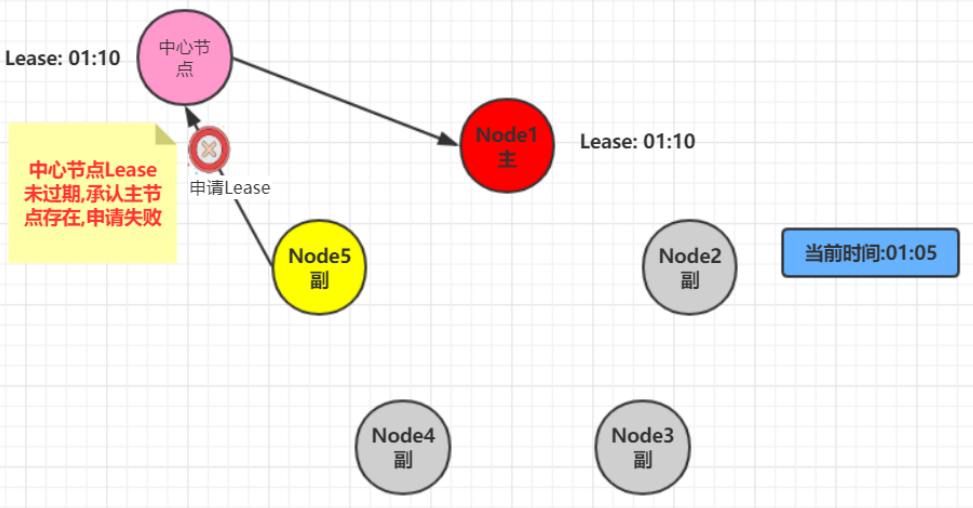 中心节
点
Lease: 01:10
Node1
主
Lease: 01:10
中心节点Lease
未过期,承认主节
点存在,申请失败
申请Lease
Node5
副
Node2
副
当前时间:01:05
Node4
副
Node3
副